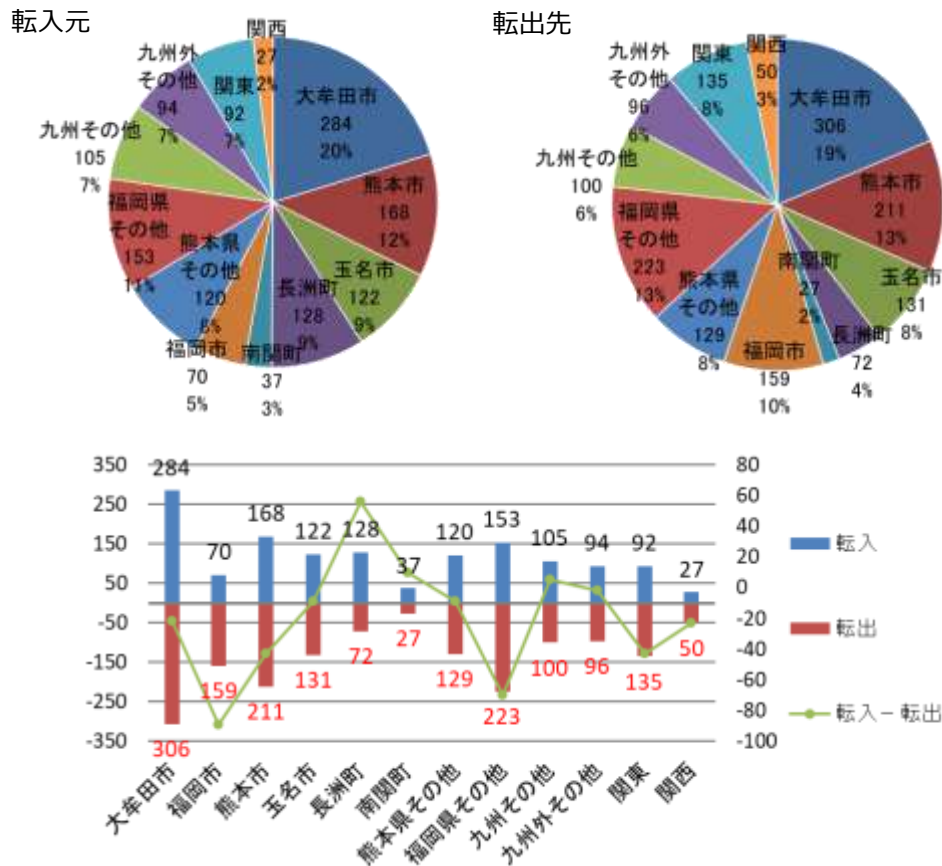 転入元
関西
27
2%
大牟田市
284
20%
熊本市
168
12%
玉名市
122
9%
長洲町
128
9%
南関町
37
3%
福岡市
70
5%
熊本県
その他
120
8%
福岡県
その他
153
11%
九州その他
105
7%
九州外
その他
94
7%
関東
92
7%
転出先
関西
50
3%
大牟田市
306
19%
熊本市
211
13%
玉名市
131
8%
長洲町
72
4%
南関町
27
2%
福岡市
159
10%
熊本県
その他
129
8%
福岡県
その他
223
13%
九州その他
100
6%
九州外
その他
96
6%
関東
135
8%
350
250
150
50
-50
-150
-250
-350
284
70
168
122
128
37
120
153
105
94
92
27
306
159
211
131
72
27
129
223
100
96
135
50
80
60
40
20
0
-20
-40
-60
-80
-100
転入
転出
転入－転出
大牟田市
福岡市
熊本市
玉名市
長洲町
南関町
熊本県その他
福岡県その他
九州その他
九州外その他
関東
関西